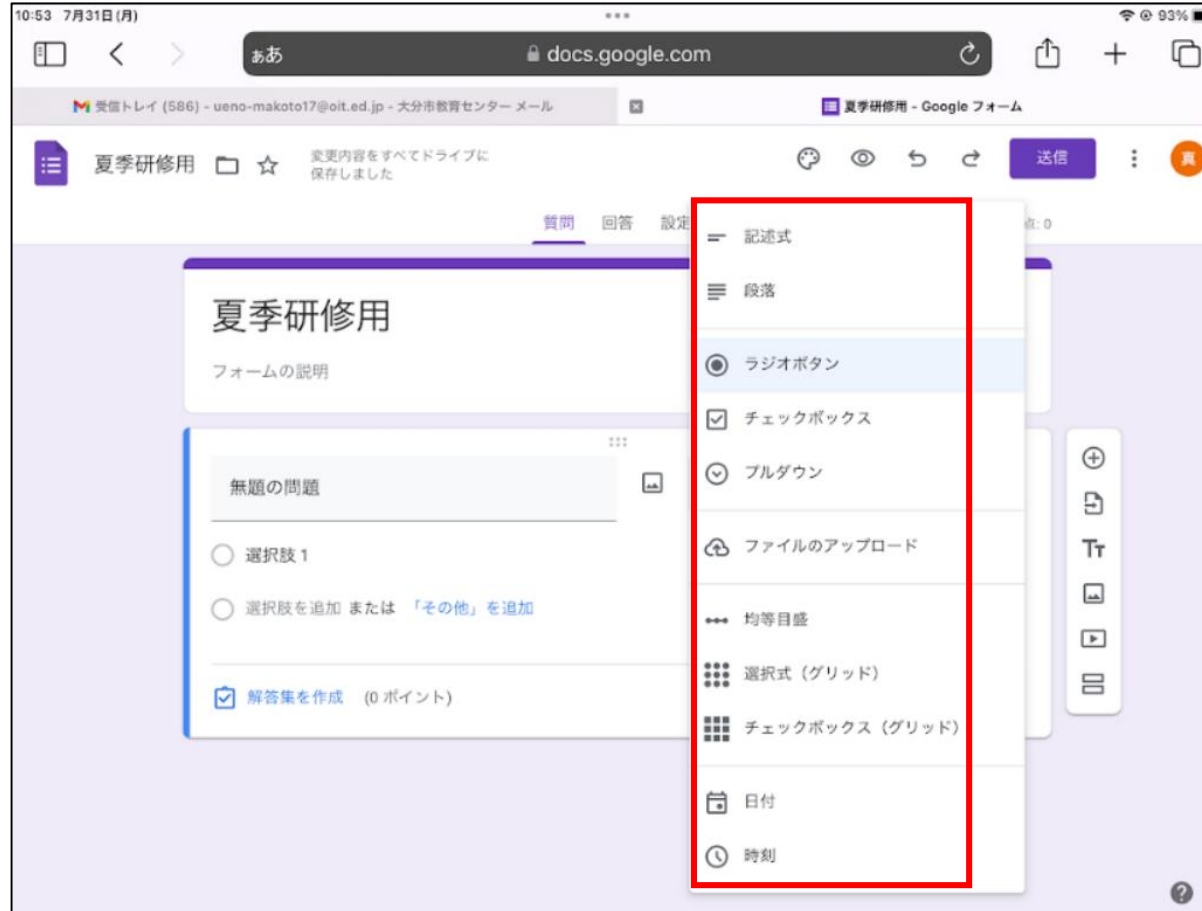 10:53 7月31日(月)
93%
ぁあ
docs.google.com
受信トレイ (586) - ueno-makoto17@oit.ed.jp - 大分市教育センター メール
夏季研修用 - Google フォーム
夏季研修用
変更内容をすべてドライブに
保存しました
送信
真
質問 回答 設定
点: 0
記述式
段落
ラジオボタン
チェックボックス
プルダウン
ファイルのアップロード
均等目盛
選択式（グリッド）
チェックボックス（グリッド）
日付
時刻
夏季研修用
フォームの説明
無題の問題
選択肢 1
選択肢を追加 または 「その他」を追加
解答集を作成 (0 ポイント)